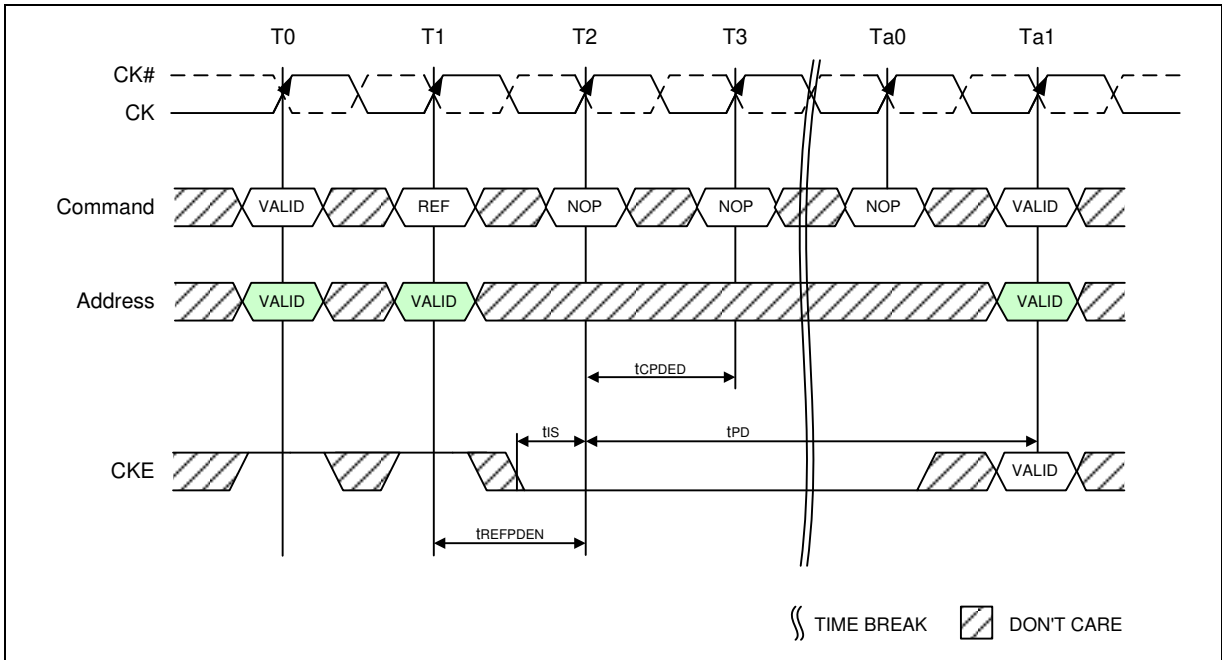 T0 T1 T2 T3 Ta0 Ta1
CK#
CK
Command VALID REF NOP NOP NOP VALID
Address VALID VALID VALID
tCPDED
tIS tPD
CKE VALID
tREFPDEN
TIME BREAK DON'T CARE